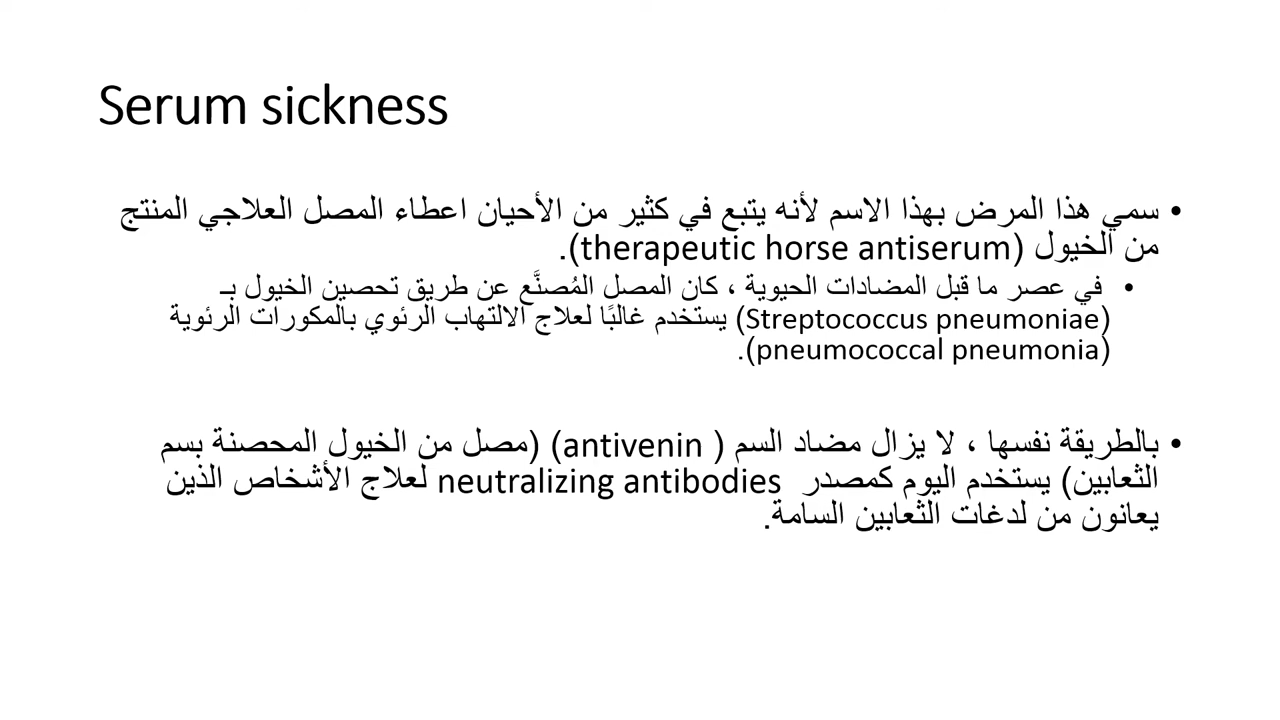 Serum sickness
• سمي هذا المرض بهذا الاسم لأنه يتبع في كثير من الأحيان اعطاء المصل العلاجي المنتج
من الخيول (therapeutic horse antiserum).
• في عصر ما قبل المضادات الحيوية ، كان المصل المُصنَّع عن طريق تحصين الخيول بـ
(Streptococcus pneumoniae) يستخدم غالبًا لعلاج الالتهاب الرئوي بالمكورات الرئوية
(pneumococcal pneumonia).
• بالطريقة نفسها ، لا يزال مضاد السم ( antivenin) (مصل من الخيول المحصنة بسم
الثعابين) يستخدم اليوم كمصدر neutralizing antibodies لعلاج الأشخاص الذين
يعانون من لدغات الثعابين السامة.